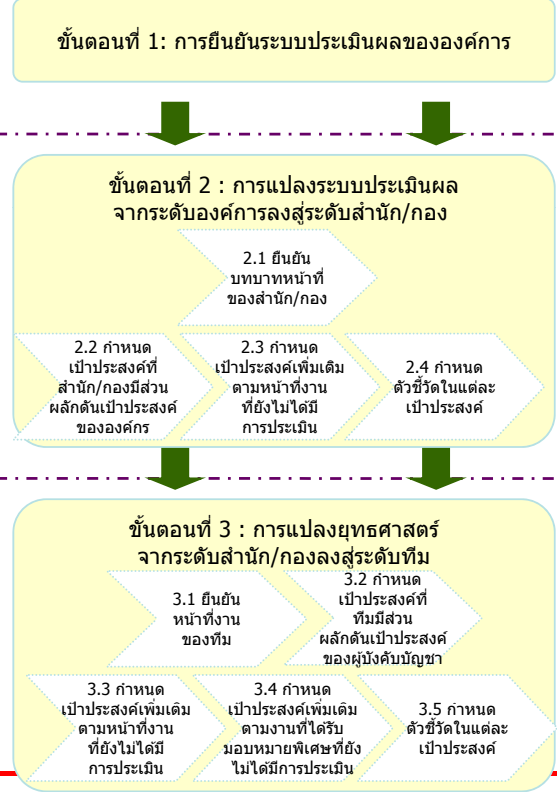 ขั้นตอนที่ 1: การยืนยันระบบประเมินผลขององค์การ
ขั้นตอนที่ 2 : การแปลงระบบประเมินผล
จากระดับองค์การลงสู่ระดับสำนัก/กอง
2.1 ยืนยัน
บทบาทหน้าที่
ของสำนัก/กอง
2.2 กำหนด
เป้าประสงค์ที่
สำนัก/กองมีส่วน
ผลักดันเป้าประสงค์
ขององค์กร
2.3 กำหนด
เป้าประสงค์เพิ่มเติม
ตามหน้าที่งาน
ที่ยังไม่ได้มี
การประเมิน
2.4 กำหนด
ตัวชี้วัดในแต่ละ
เป้าประสงค์
ขั้นตอนที่ 3 : การแปลงยุทธศาสตร์
จากระดับสำนัก/กองลงสู่ระดับทีม
3.1 ยืนยัน
หน้าที่งาน
ของทีม
3.2 กำหนด
เป้าประสงค์ที่
ทีมมีส่วน
ผลักดันเป้าประสงค์
ของผู้บังคับบัญชา
3.3 กำหนด
เป้าประสงค์เพิ่มเติม
ตามหน้าที่งาน
ที่ยังไม่ได้มี
การประเมิน
3.4 กำหนด
เป้าประสงค์เพิ่มเติม
ตามงานที่ได้รับ
มอบหมายพิเศษที่ยัง
ไม่ได้มีการประเมิน
3.5 กำหนด
ตัวชี้วัดในแต่ละ
เป้าประสงค์